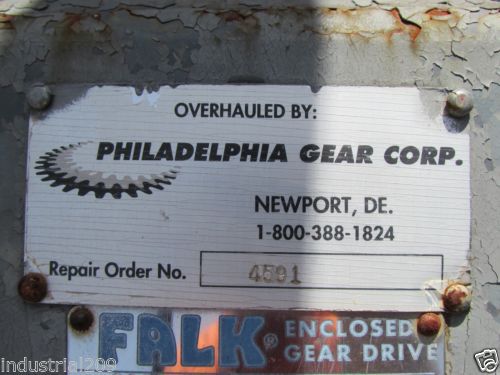 OVERHAULED BY:
PHILADELPHIA GEAR CORP.
NEWPORT, DE.
1-800-388-1824
Repair Order No. 4591
FALK® ENCLOSED
GEAR DRIVE
industrial209